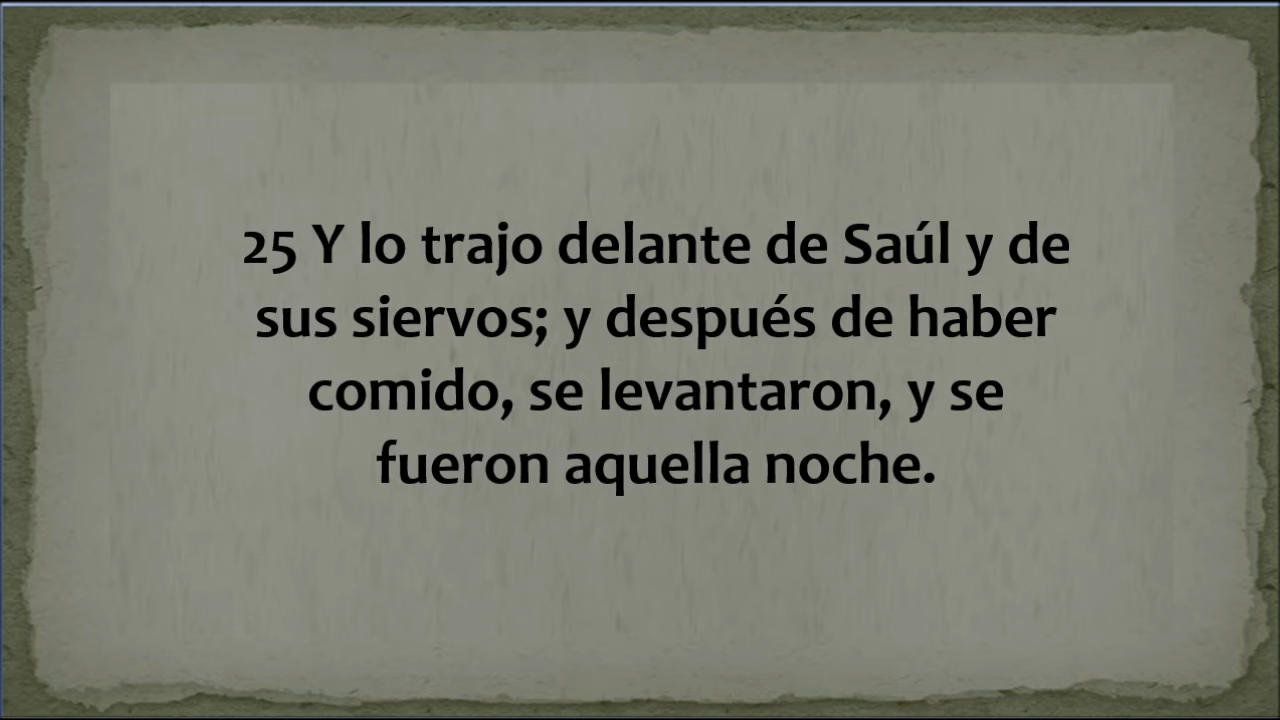 25 Y lo trajo delante de Saúl y de
sus siervos; y después de haber
comido, se levantaron, y se
fueron aquella noche.